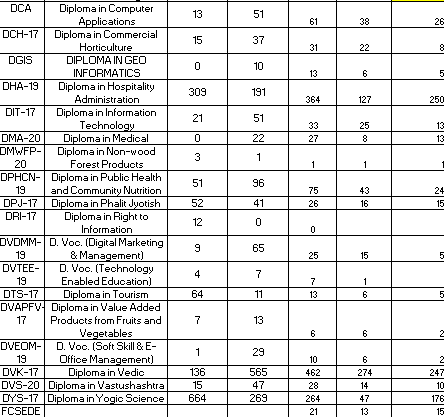 DCA Diploma in Computer Applications 13 51 61 38 26
DCH-17 Diploma in Commercial Horticulture 15 37 31 22 8
DGIS DIPLOMA IN GEO INFORMATICS 0 10 13 6 5
DHA-19 Diploma in Hospitality Administration 309 191 364 127 250
DIT-17 Diploma in Information Technology 21 51 33 25 13
DMA-20 Diploma in Medical 0 22 27 8 13
DMWFP-20 Diploma in Non-wood Forest Products 3 1 1 1 1
DPHCN-19 Diploma in Public Health and Community Nutrition 51 96 75 43 24
DPJ-17 Diploma in Phalit Jyotish 52 41 26 16 15
DRI-17 Diploma in Right to Information 12 0 0
DVDMM-19 D. Voc. (Digital Marketing & Management) 9 65 25 15 5
DVTEE-19 D. Voc. (Technology Enabled Education) 4 7 7 1
DTS-17 Diploma in Tourism 64 11 13 6 5
DVAPFV-17 Diploma in Value Added Products from Fruits and Vegetables 7 13 6 6 2
DVEOM-19 D. Voc. (Soft Skill & E-Office Management) 1 29 10 6 2
DVK-17 Diploma in Vedic 136 565 462 274 247
DVS-20 Diploma in Vastushashtra 15 47 28 14 10
DYS-17 Diploma in Yogic Science 664 269 264 47 176
FCSEDE 21 13 15